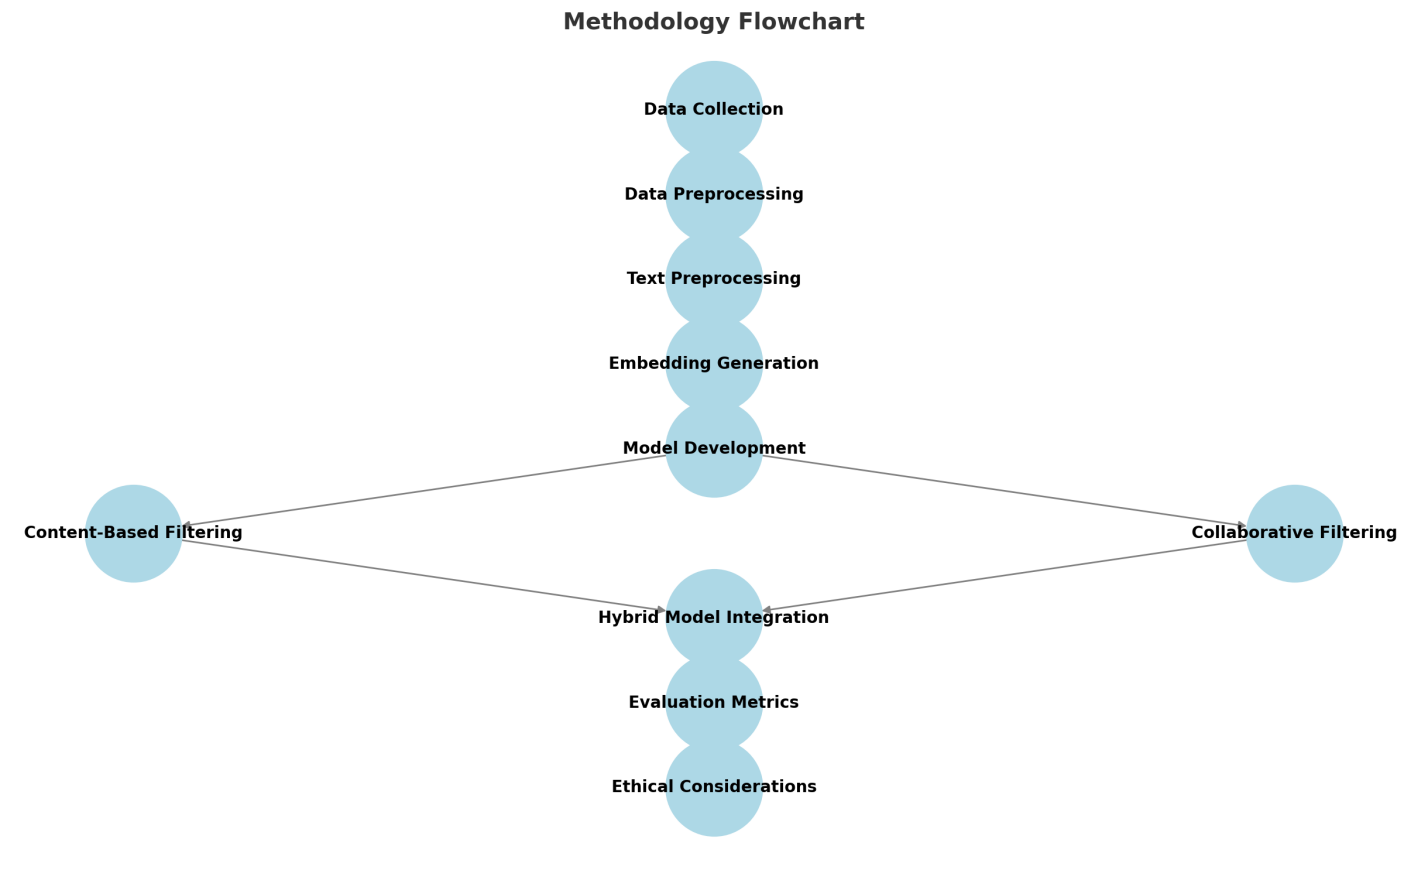 Methodology Flowchart
Data Collection
Data Preprocessing
Text Preprocessing
Embedding Generation
Model Development
Content-Based Filtering
Collaborative Filtering
Hybrid Model Integration
Evaluation Metrics
Ethical Considerations